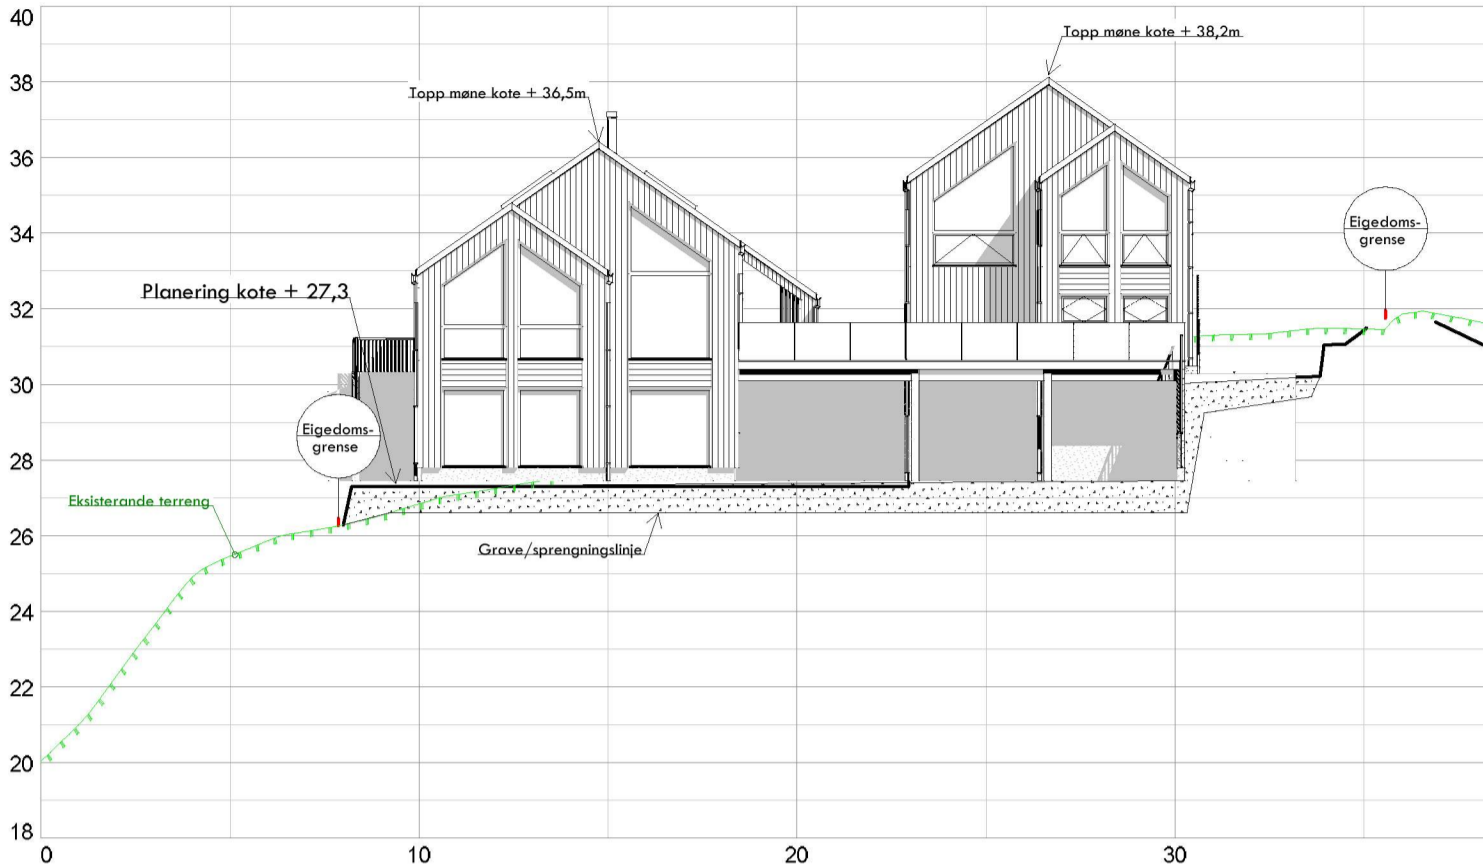 40
Topp møne kote + 38,2m
38
Topp møne kote + 36,5m
36
34
Eigedoms-
grense
Planering kote + 27,3
32
30
Eigedoms-
grense
28
Eksisterande terreng
26
Grave/sprengningslinje
24
22
20
18
0
10
20
30